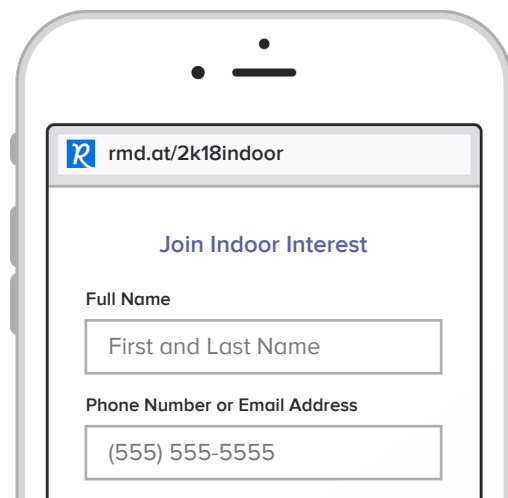 R rmd.at/2k18indoor
Join Indoor Interest
Full Name
First and Last Name
Phone Number or Email Address
(555) 555-5555